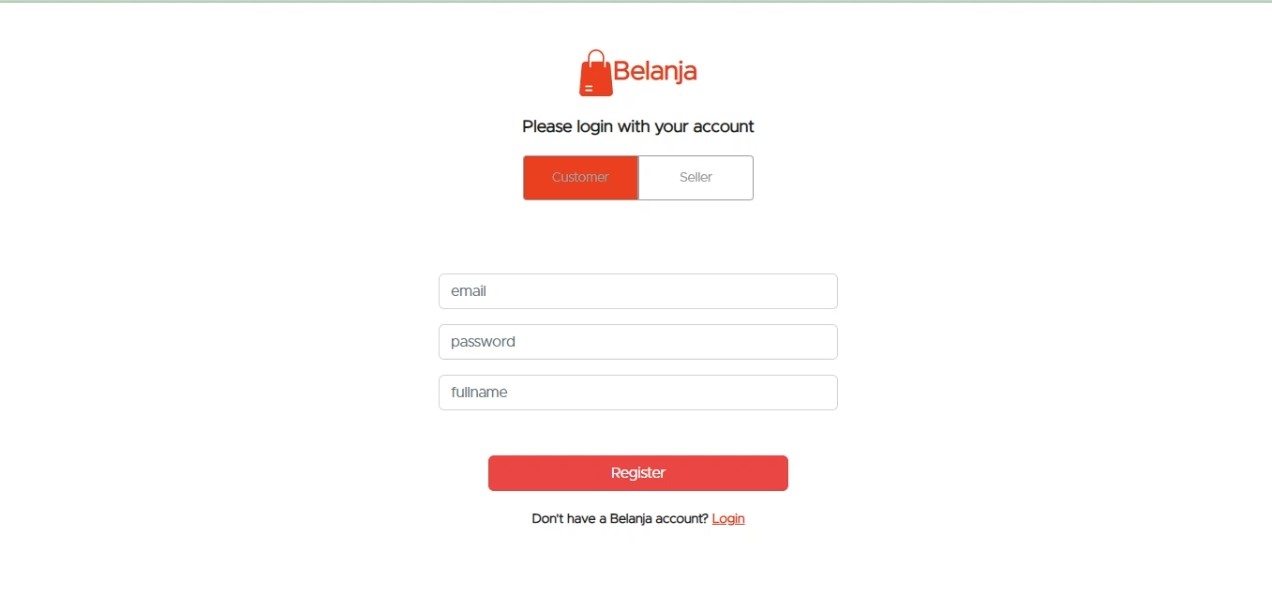 Belanja
Please login with your account
Customer Seller
email
password
fullname
Register
Don't have a Belanja account? Login